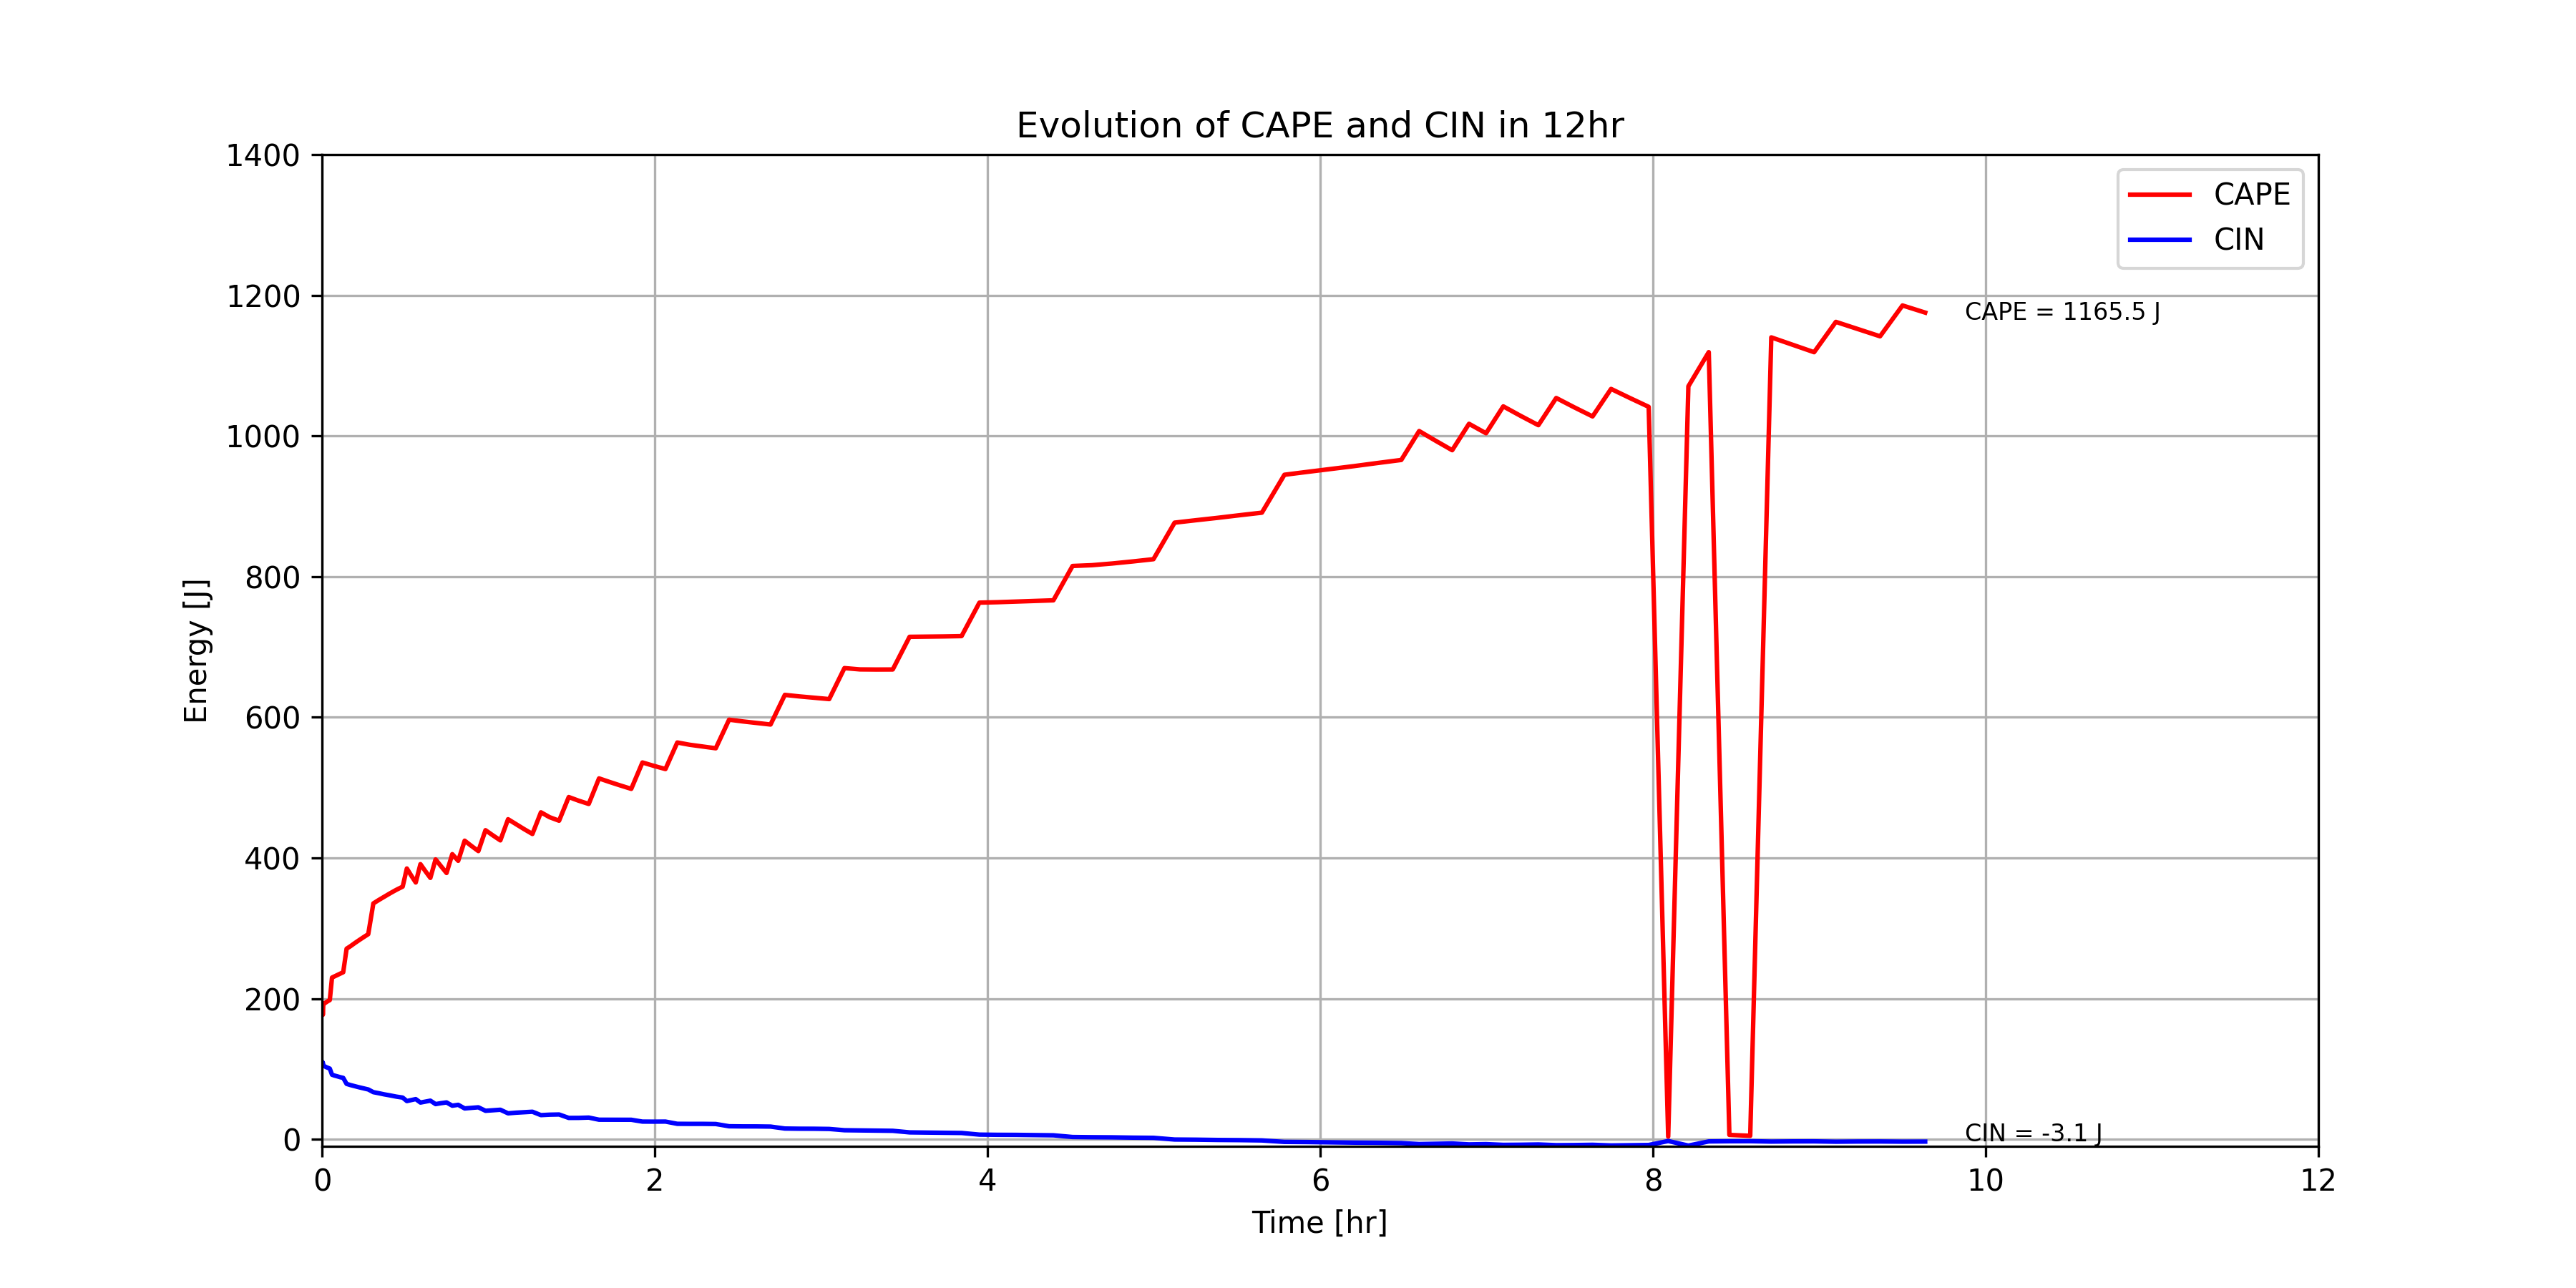 Evolution of CAPE and CIN in 12hr
1400
1200
1000
800
600
400
200
0
Energy [J]
CAPE
CIN
CAPE = 1165.5 J
CIN = -3.1 J
0 2 4 6 8 10 12
Time [hr]